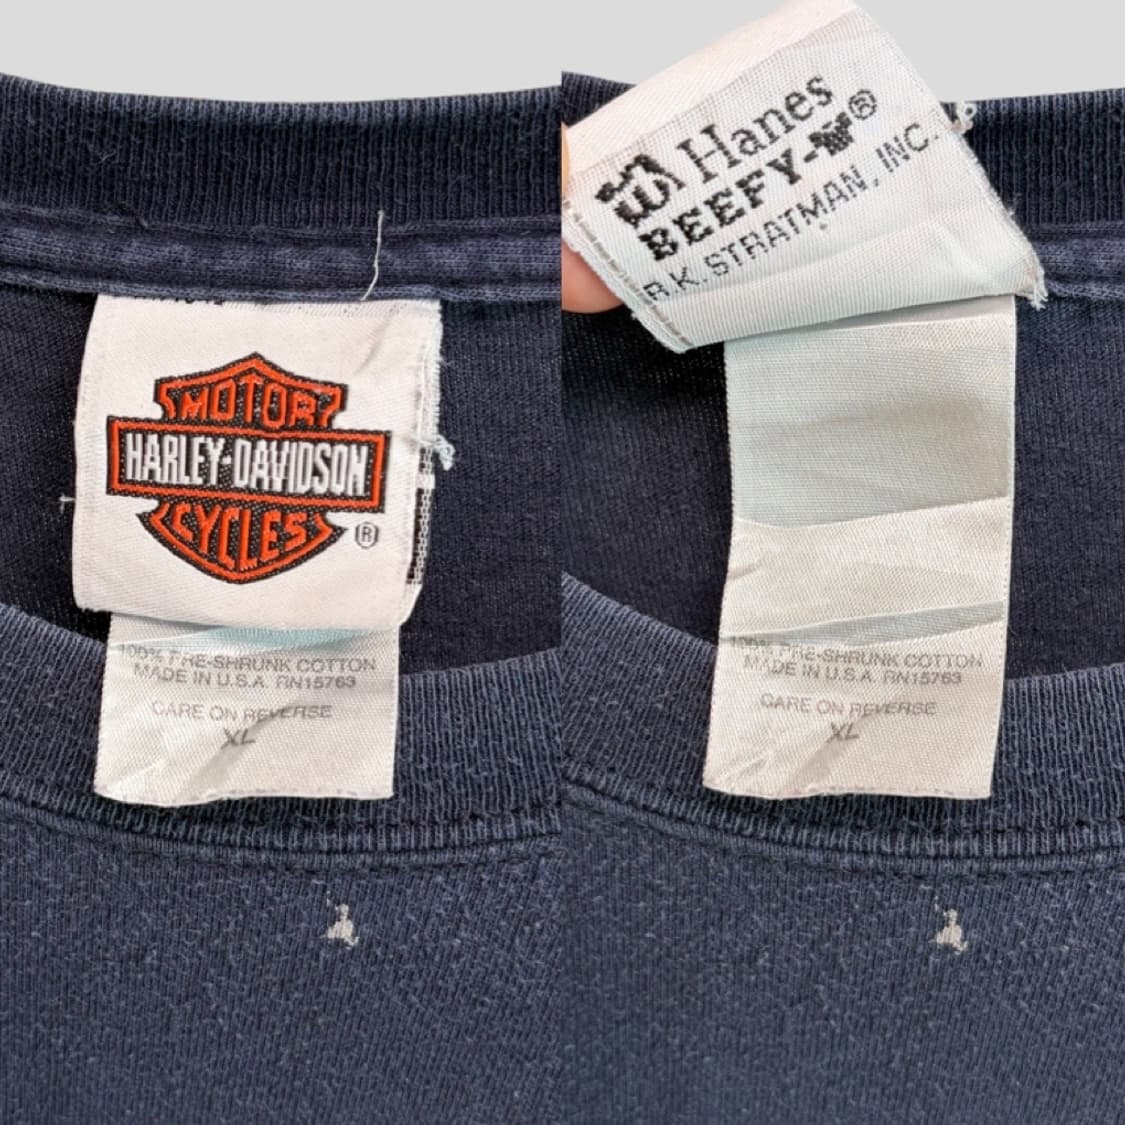 MOTOR
HARLEY-DAVIDSON
CYCLES
®
100% PRE-SHRUNK COTTON
MADE IN U.S.A. RN15763
CARE ON REVERSE
XL
Hanes
BEEFY-®
R.K. STRATMAN, INC.
100% PRE-SHRUNK COTTON
MADE IN U.S.A. RN15763
CARE ON REVERSE
XL